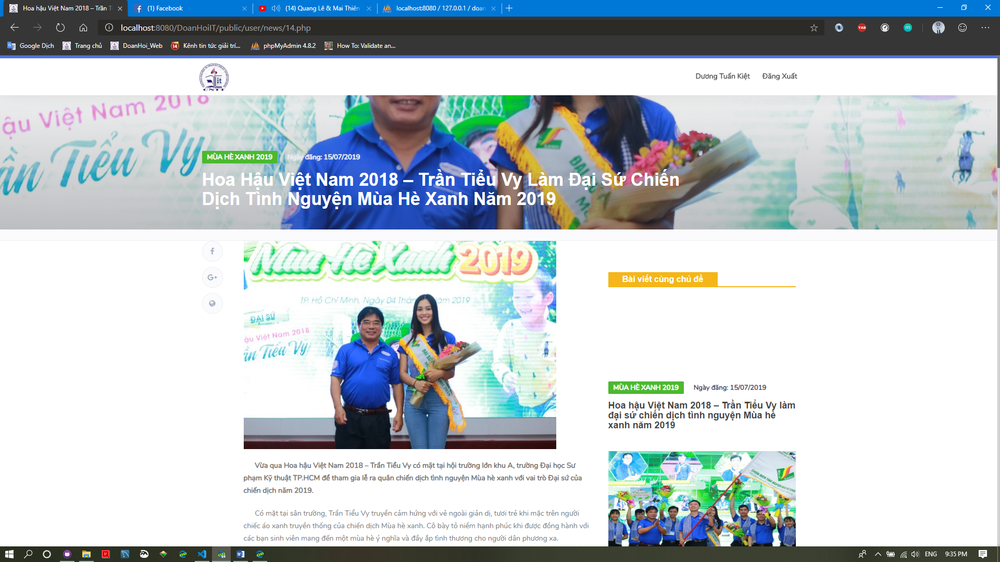 Hoa hậu Việt Nam 2018 – Trần T
(1) Facebook
(14) Quang Lê & Mai Thiên
localhost:8080 / 127.0.0.1 / doan
localhost:8080/DoanHoiIT/public/user/news/14.php
YAB
m
Google Dịch
Trang chủ
DoanHoi_Web
14
Kênh tin tức giải trí...
phpMyAdmin 4.8.2
How To: Validate an...
it
CNTT
Dương Tuấn Kiệt
Đăng Xuất
ậu Việt Nam 2018
ần Tiểu Vy
MÙA HÈ XANH 2019
Ngày đăng: 15/07/2019
Hoa Hậu Việt Nam 2018 – Trần Tiểu Vy Làm Đại Sứ Chiến
Dịch Tình Nguyện Mùa Hè Xanh Năm 2019
Mùa Hè Xanh 2019
TP. Hồ Chí Minh, Ngày 04 Thán
ăm 2019
ĐẠI SỨ
ậu Việt Nam 2018
ần Tiểu Vy
Vừa qua Hoa hậu Việt Nam 2018 – Trần Tiểu Vy có mặt tại hội trường lớn khu A, trường Đại học Sư
phạm Kỹ thuật TP.HCM để tham gia lễ ra quân chiến dịch tình nguyện Mùa hè xanh với vai trò Đại sứ của
chiến dịch năm 2019.
Có mặt tại sân trường, Trần Tiểu Vy truyền cảm hứng với vẻ ngoài giản dị, tươi trẻ khi mặc trên người
chiếc áo xanh truyền thống của chiến dịch Mùa hè xanh. Cô bày tỏ niềm hạnh phúc khi được đồng hành với
các bạn sinh viên mang đến một mùa hè ý nghĩa và đầy ắp tình thương cho người dân phương xa.
Bài viết cùng chủ đề
MÙA HÈ XANH 2019
Ngày đăng: 15/07/2019
Hoa hậu Việt Nam 2018 – Trần Tiểu Vy làm
đại sứ chiến dịch tình nguyện Mùa hè
xanh năm 2019
ENG
9:35 PM